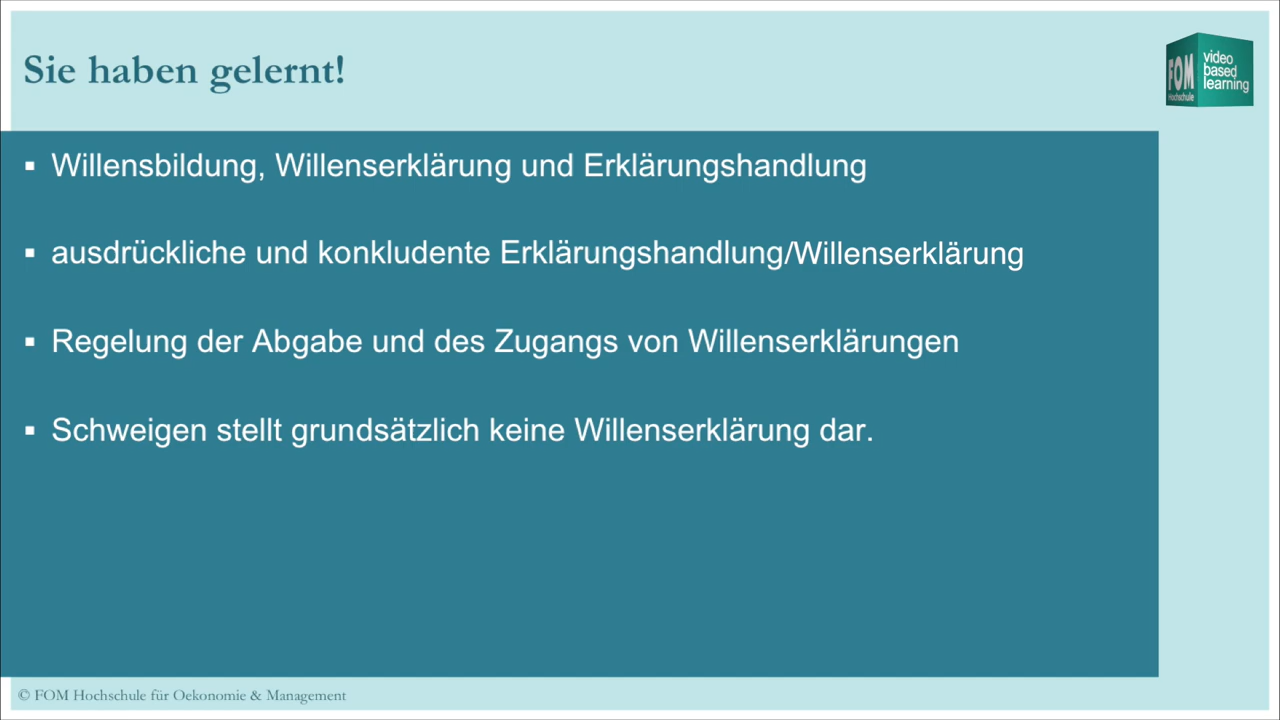 Sie haben gelernt!
FOM
Hochschule
video
based
learning
▪ Willensbildung, Willenserklärung und Erklärungshandlung
▪ ausdrückliche und konkludente Erklärungshandlung/Willenserklärung
▪ Regelung der Abgabe und des Zugangs von Willenserklärungen
▪ Schweigen stellt grundsätzlich keine Willenserklärung dar.
© FOM Hochschule für Oekonomie & Management